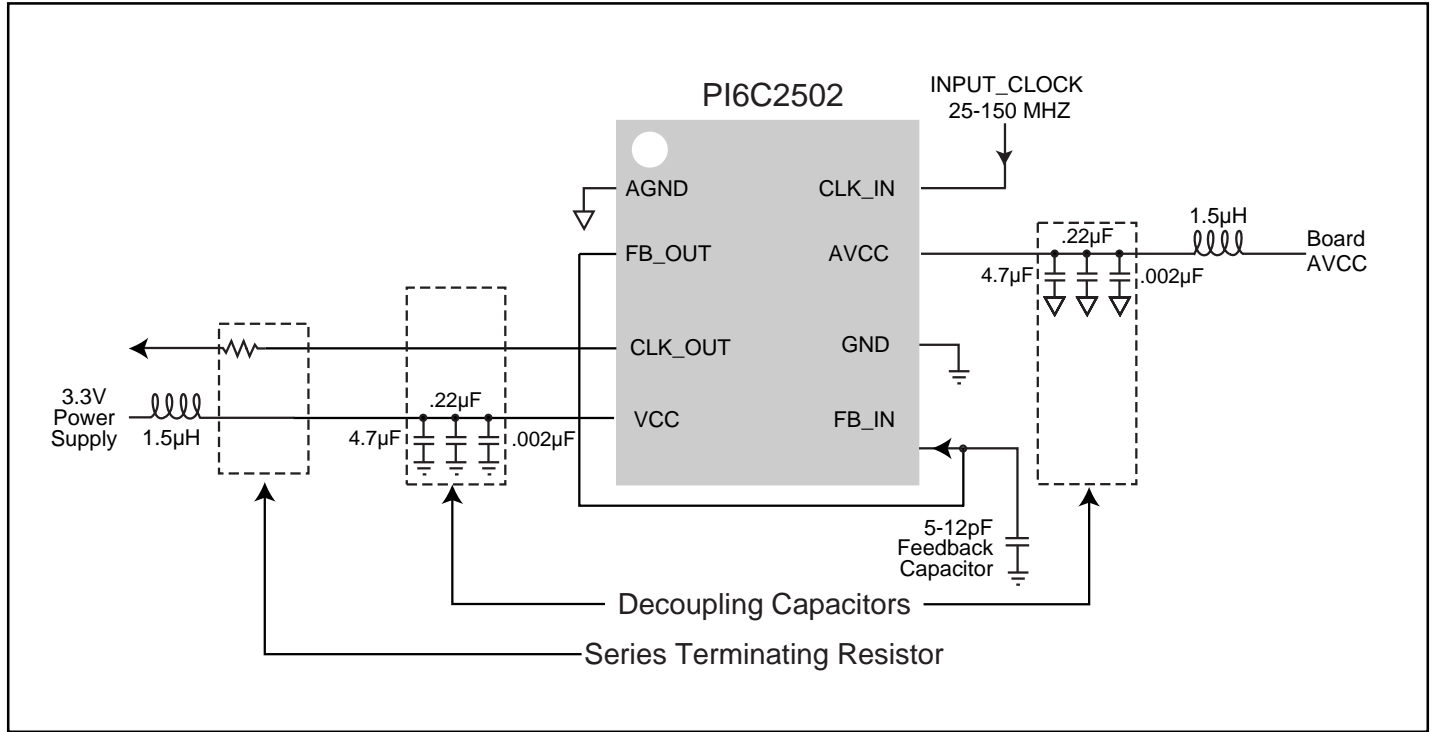 PI6C2502
INPUT_CLOCK
25-150 MHZ
AGND
CLK_IN
FB_OUT
AVCC
4.7µF
.22µF
.002µF
1.5µH
Board
AVCC
CLK_OUT
GND
3.3V
Power
Supply
1.5µH
4.7µF
.22µF
.002µF
VCC
FB_IN
5-12pF
Feedback
Capacitor
Decoupling Capacitors
Series Terminating Resistor